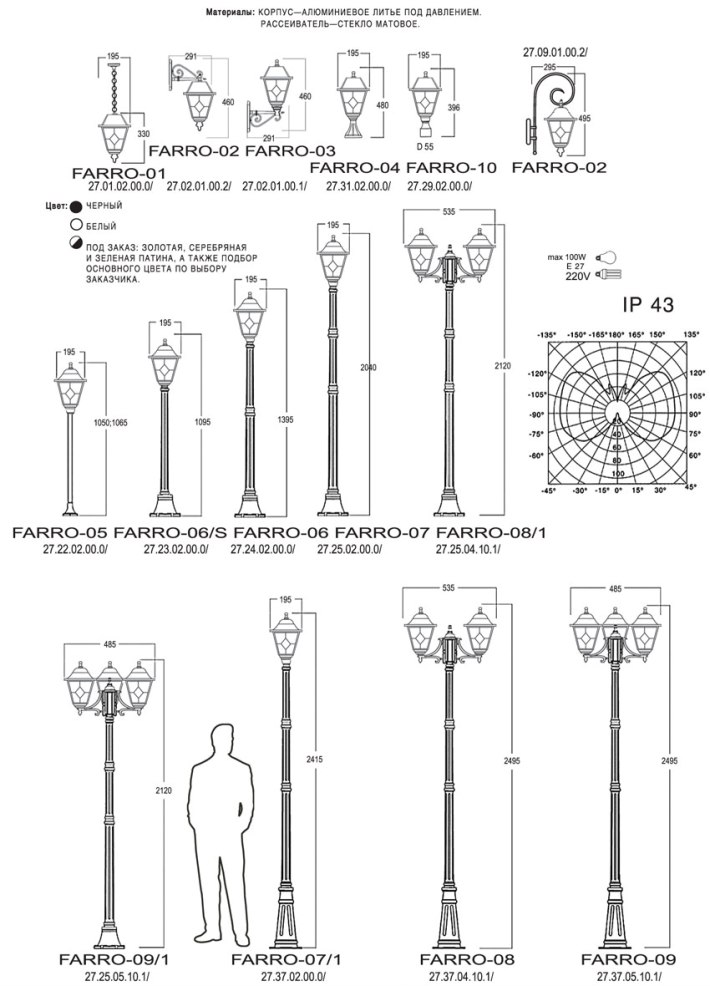 Материалы: КОРПУС—АЛЮМИНИЕВОЕ ЛИТЬЕ ПОД ДАВЛЕНИЕМ.
РАССЕИВАТЕЛЬ—СТЕКЛО МАТОВОЕ.
195
330
FARRO-01
27.01.02.00.0/
291
460
FARRO-02
27.02.01.00.2/
460
291
FARRO-03
27.02.01.00.1/
195
480
FARRO-04
27.31.02.00.0/
195
396
D 55
FARRO-10
27.29.02.00.0/
27.09.01.00.2/
295
495
FARRO-02
Цвет: ЧЕРНЫЙ
БЕЛЫЙ
ПОД ЗАКАЗ: ЗОЛОТАЯ, СЕРЕБРЯНАЯ
И ЗЕЛЕНАЯ ПАТИНА, А ТАКЖЕ ПОДБОР
ОСНОВНОГО ЦВЕТА ПО ВЫБОРУ
ЗАКАЗЧИКА.
195
1050;1065
FARRO-05
27.22.02.00.0/
195
1095
FARRO-06/S
27.23.02.00.0/
195
1395
FARRO-06
27.24.02.00.0/
195
2040
FARRO-07
27.25.02.00.0/
535
2120
FARRO-08/1
27.25.04.10.1/
max 100W
E 27
220V
IP 43
-135° -150° -165° 180° 165° 150° 135°
-120° 120°
-105° 105°
-90° 90°
-75° 75°
-60° 60°
40
60
80
100
-45° -30° -15° 0° 15° 30° 45°
485
2120
FARRO-09/1
27.25.05.10.1/
195
2415
FARRO-07/1
27.37.02.00.0/
535
2495
FARRO-08
27.37.04.10.1/
485
2495
FARRO-09
27.37.05.10.1/